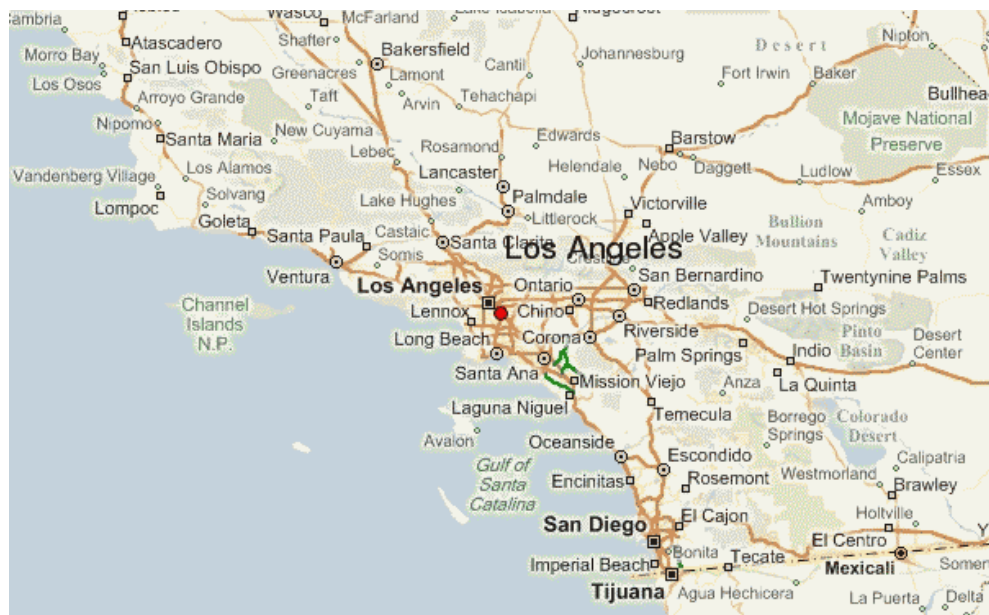 Cambria
Wasco
McFarland
Atascadero
Shafter
Bakersfield
Johannesburg
Desert
Nipton
Morro Bay
San Luis Obispo
Greenacres
Lamont
Cantil
Fort Irwin
Baker
Los Osos
Arroyo Grande
Taft
Arvin
Tehachapi
Bullhea
Nipomo
Santa Maria
New Cuyama
Edwards
Barstow
Mojave National
Preserve
Lebec
Rosamond
Helendale
Nebo
Daggett
Ludlow
Essex
Vandenberg Village
Los Alamos
Lancaster
Lompoc
Solvang
Lake Hughes
Palmdale
Littlerock
Victorville
Amboy
Goleta
Santa Paula
Castaic
Santa Clarita
Los Angeles
Apple Valley
Bullion
Mountains
Cadiz
Valley
Ventura
Somis
San Bernardino
Twentynine Palms
Los Angeles
Ontario
Redlands
Channel
Islands
N.P.
Lennox
Chino
Riverside
Desert Hot Springs
Long Beach
Corona
Palm Springs
Pinto
Basin
Desert
Center
Indio
Santa Ana
Mission Viejo
Anza
La Quinta
Laguna Niguel
Temecula
Borrego
Springs
Colorado
Desert
Avalon
Oceanside
Gulf of
Santa
Catalina
Escondido
Calipatria
Westmorland
Encinitas
Rosemont
Brawley
San Diego
El Cajon
Holtville
El Centro
Y
Imperial Beach
Bonita
Tecate
Mexicali
Somer
Tijuana
Agua Hechicera
La Puerta
Delta